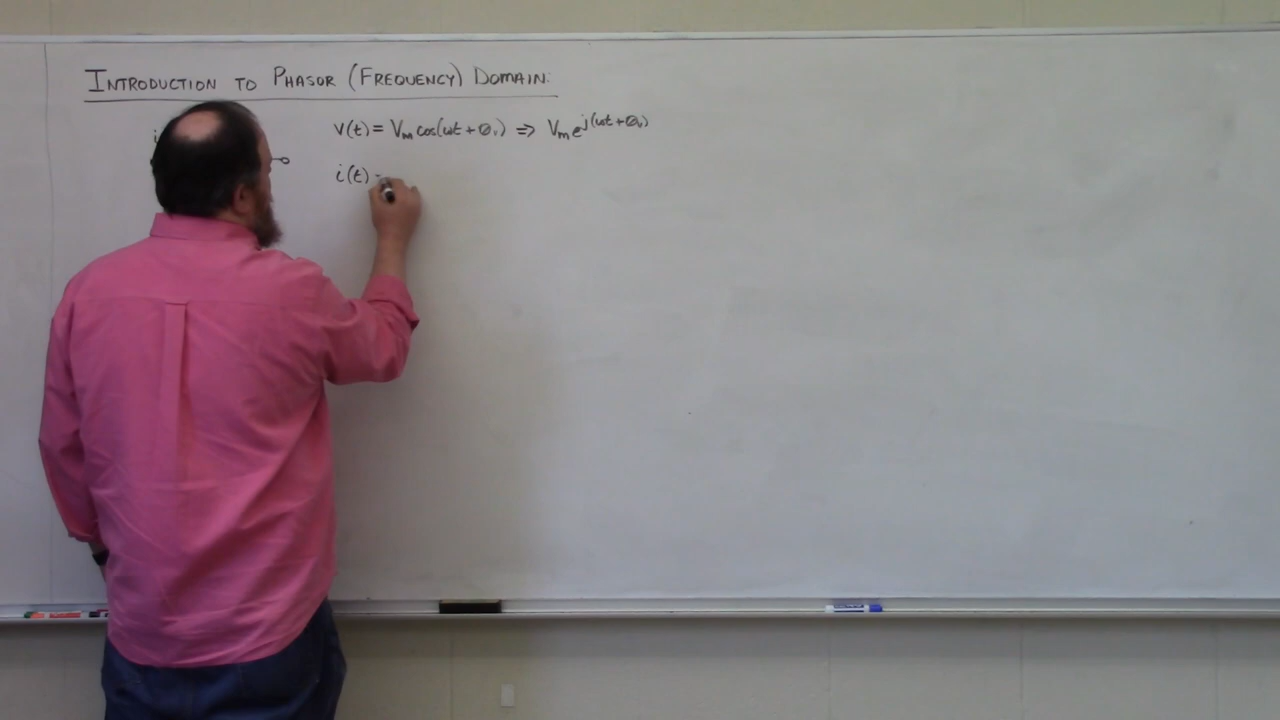 INTRODUCTION TO PHASOR (FREQUENCY) DOMAIN:
i
v(t) = Vₘ cos(ωt + θᵥ) ⇒ Vₘ e^j(ωt + θᵥ)
i(t) =